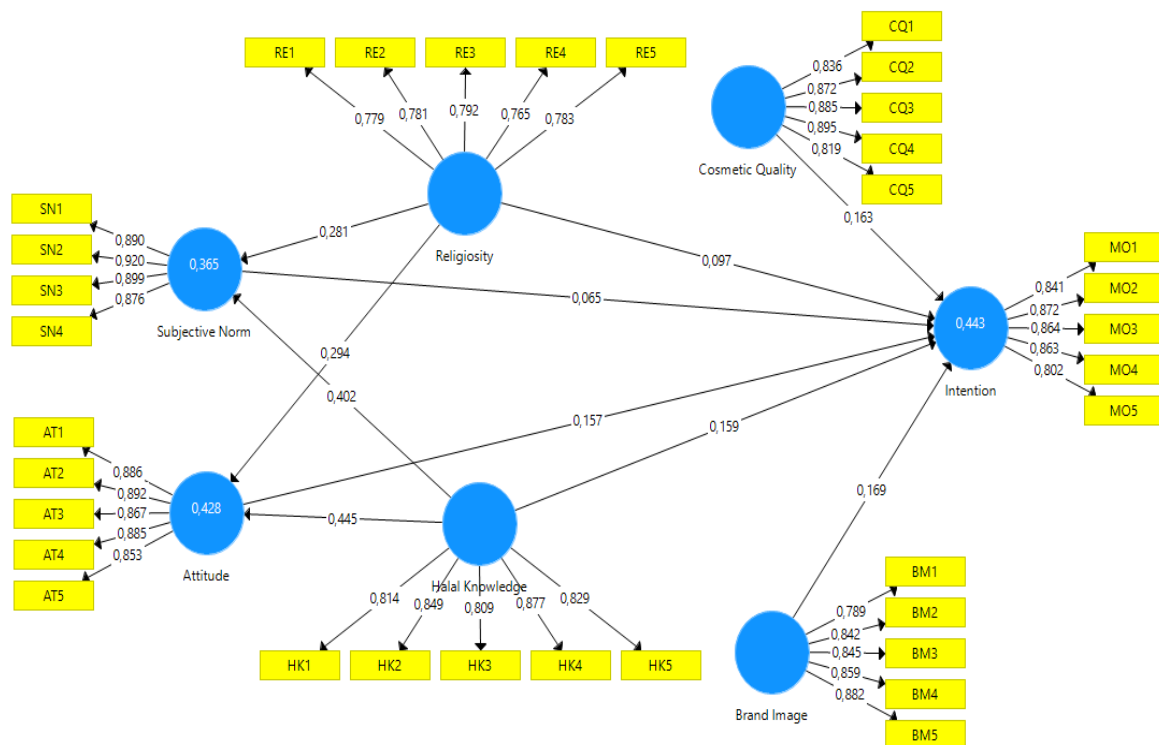 RE1 RE2 RE3 RE4 RE5
0,779 0,781 0,792 0,765 0,783
Religiosity
CQ1
CQ2
CQ3
CQ4
CQ5
0,836
0,872
0,885
0,895
0,819
Cosmetic Quality
0,163
SN1
SN2
SN3
SN4
0,890
0,920
0,899
0,876
0,365
Subjective Norm
0,281
0,097
0,065
0,294
0,402
0,157
0,159
0,169
0,443
Intention
MO1
MO2
MO3
MO4
MO5
0,841
0,872
0,864
0,863
0,802
AT1
AT2
AT3
AT4
AT5
0,886
0,892
0,867
0,885
0,853
0,428
Attitude
0,445
Halal Knowledge
0,814 0,849 0,809 0,877 0,829
HK1 HK2 HK3 HK4 HK5
Brand Image
0,789
0,842
0,845
0,859
0,882
BM1
BM2
BM3
BM4
BM5